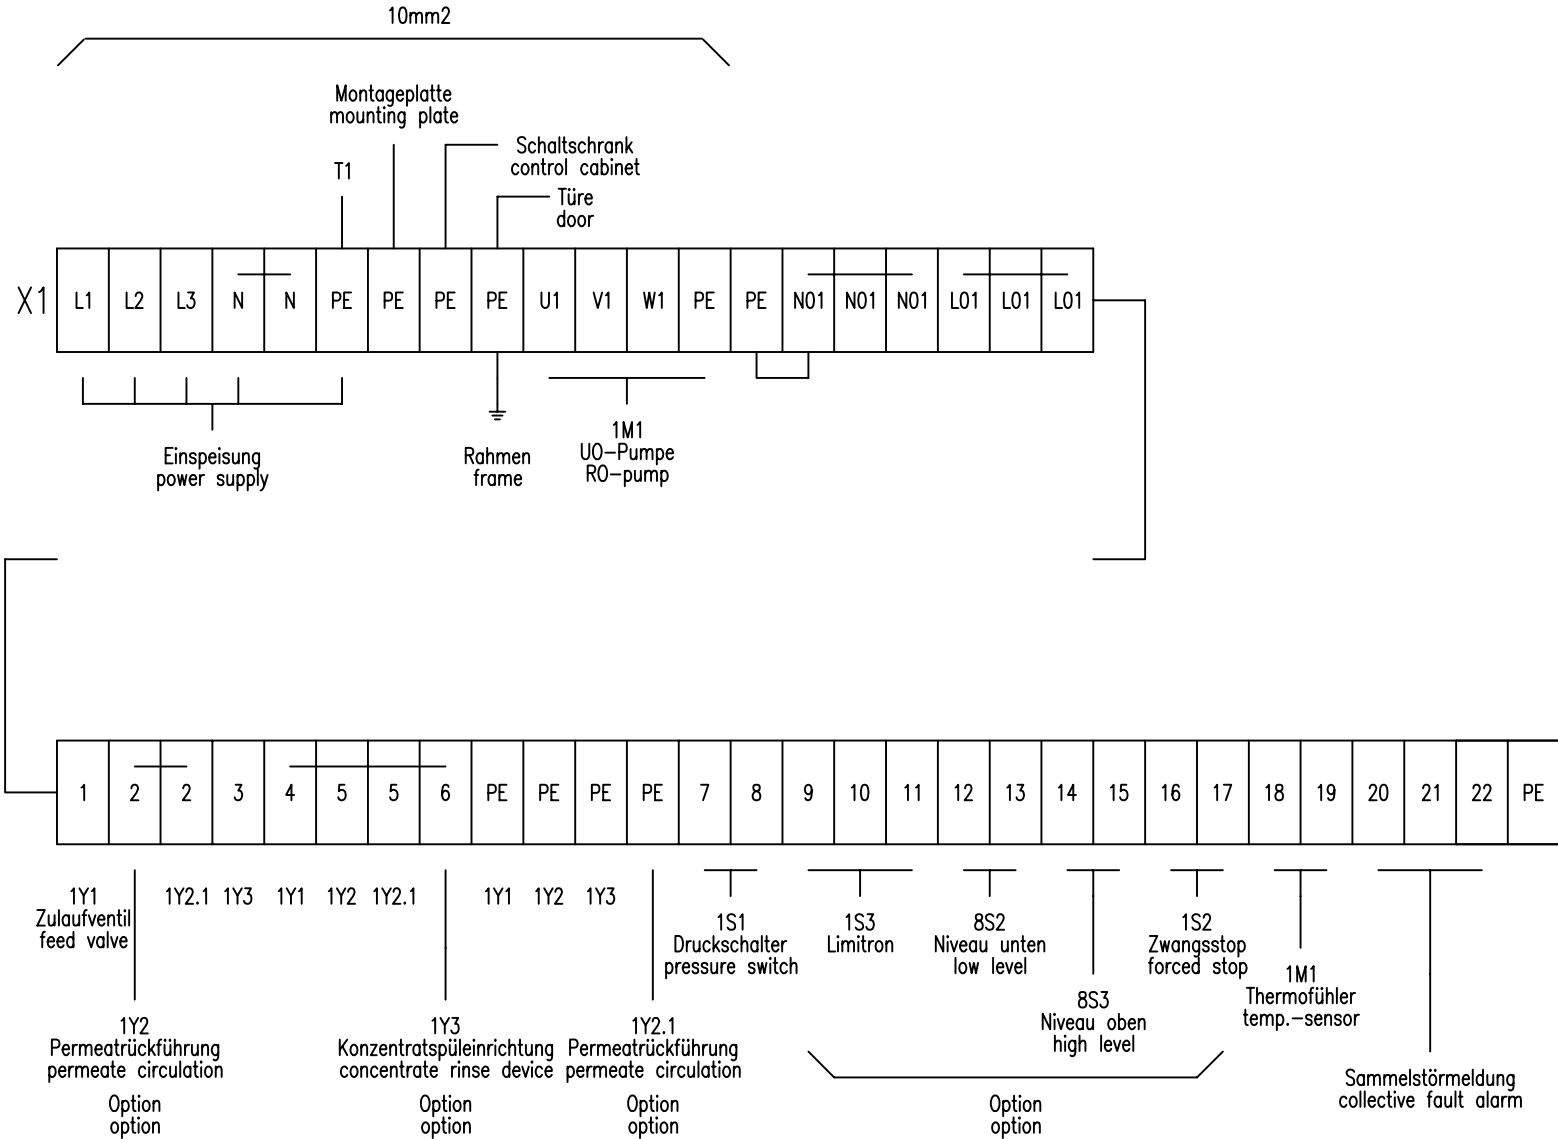 10mm2
Montageplatte
mounting plate
Schaltschrank
control cabinet
T1
Türe
door
X1 L1 L2 L3 N N PE PE PE PE U1 V1 W1 PE PE N01 N01 N01 L01 L01 L01
Einspeisung
power supply
Rahmen
frame
1M1
UO-Pumpe
RO-pump
1 2 2 3 4 5 5 6 PE PE PE PE 7 8 9 10 11 12 13 14 15 16 17 18 19 20 21 22 PE
1Y1
Zulaufventil
feed valve
1Y2.1 1Y3 1Y1 1Y2 1Y2.1 1Y1 1Y2 1Y3
1S1
Druckschalter
pressure switch
1S3
Limitron
8S2
Niveau unten
low level
1S2
Zwangsstop
forced stop
1M1
Thermofühler
temp.-sensor
8S3
Niveau oben
high level
1Y2
Permeatrückführung
permeate circulation
Option
option
1Y3
Konzentratspüleinrichtung
concentrate rinse device
Option
option
1Y2.1
Permeatrückführung
permeate circulation
Option
option
Option
option
Sammelstörmeldung
collective fault alarm